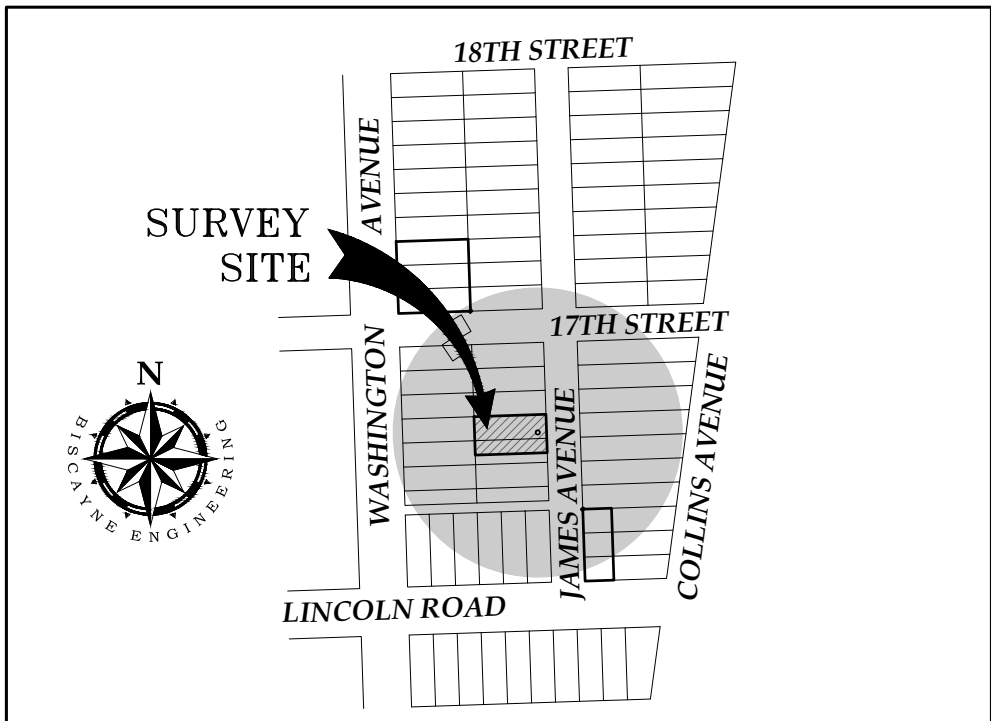 18TH STREET
AVENUE
SURVEY
SITE
17TH STREET
WASHINGTON
JAMES AVENUE
COLLINS AVENUE
N
BISCAYNE ENGINEERING
LINCOLN ROAD